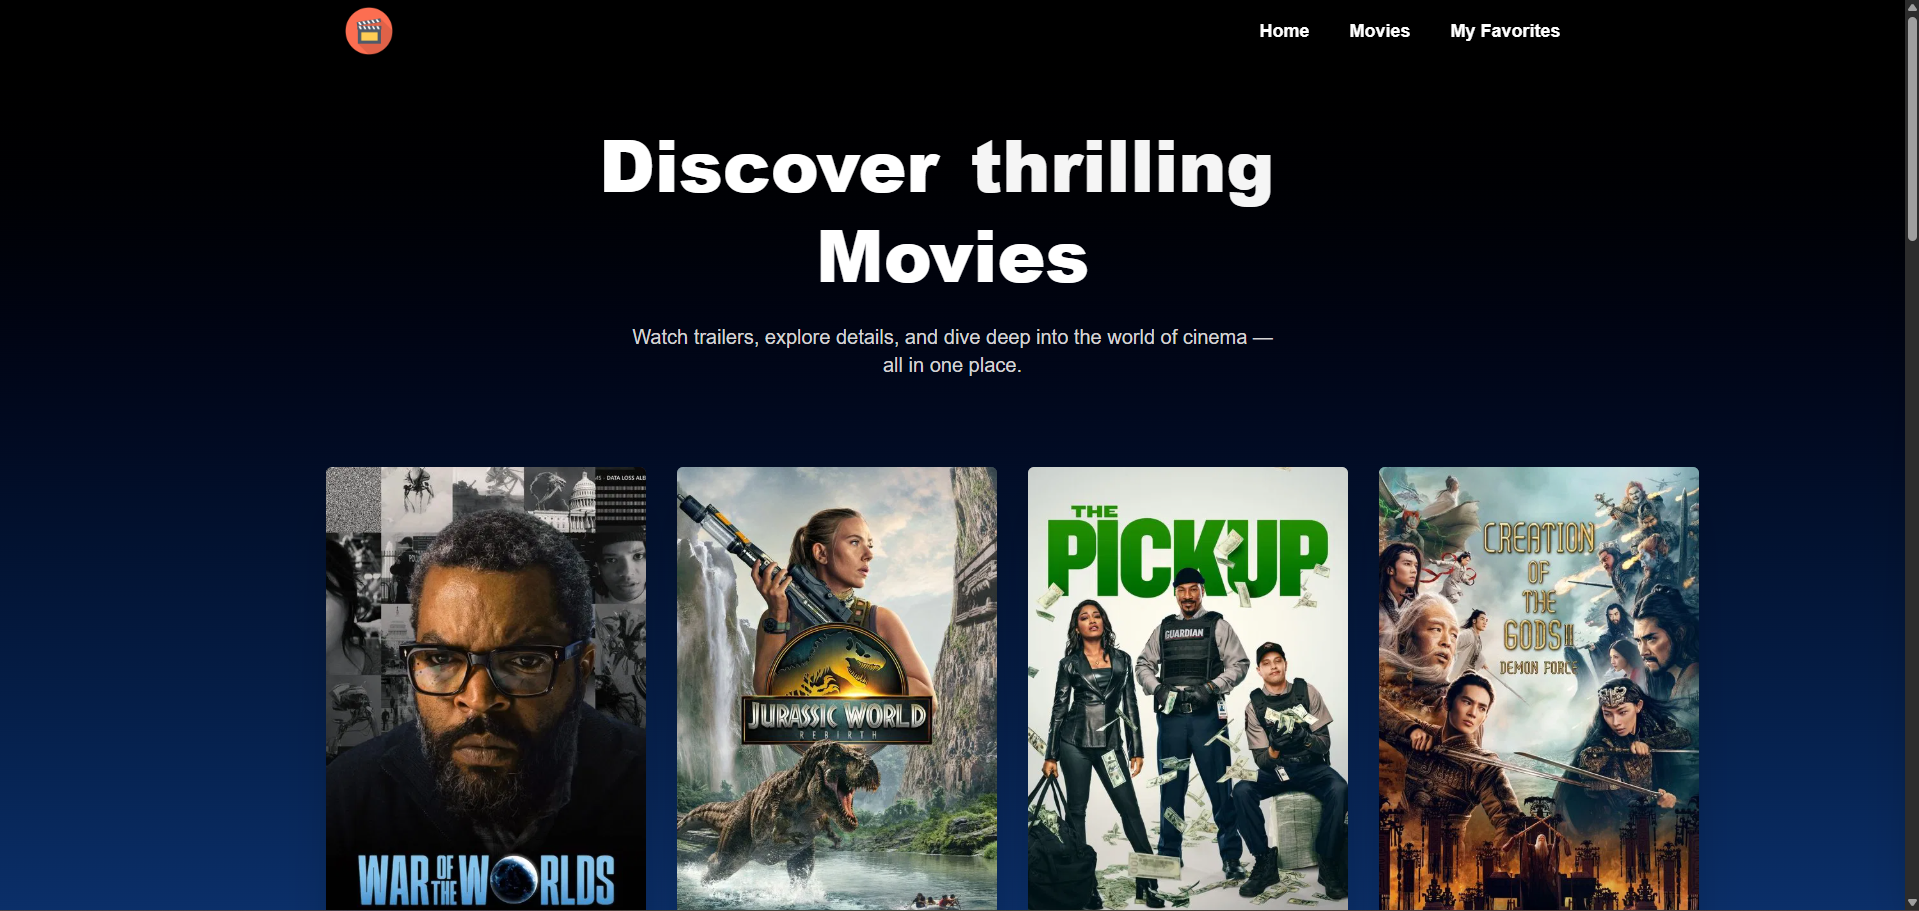 Home Movies My Favorites
Discover thrilling
Movies
Watch trailers, explore details, and dive deep into the world of cinema —
all in one place.
DATA LOSS
WAR OF THE WORLDS
JURASSIC WORLD
REBIRTH
THE
PICKUP
GUARDIAN
CREATION
OF
THE
GODS II
DEMON FORCE